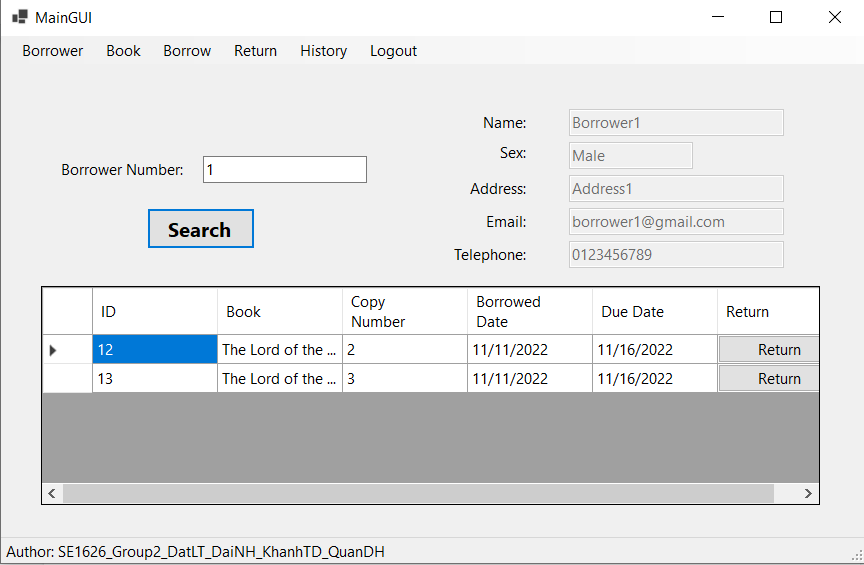 MainGUI
Borrower Book Borrow Return History Logout
Name: Borrower1
Sex: Male
Borrower Number: 1
Address: Address1
Search
Email: borrower1@gmail.com
Telephone: 0123456789
ID Book Copy Number Borrowed Date Due Date Return
12 The Lord of the ... 2 11/11/2022 11/16/2022 Return
13 The Lord of the ... 3 11/11/2022 11/16/2022 Return
Author: SE1626_Group2_DatLT_DaiNH_KhanhTD_QuanDH